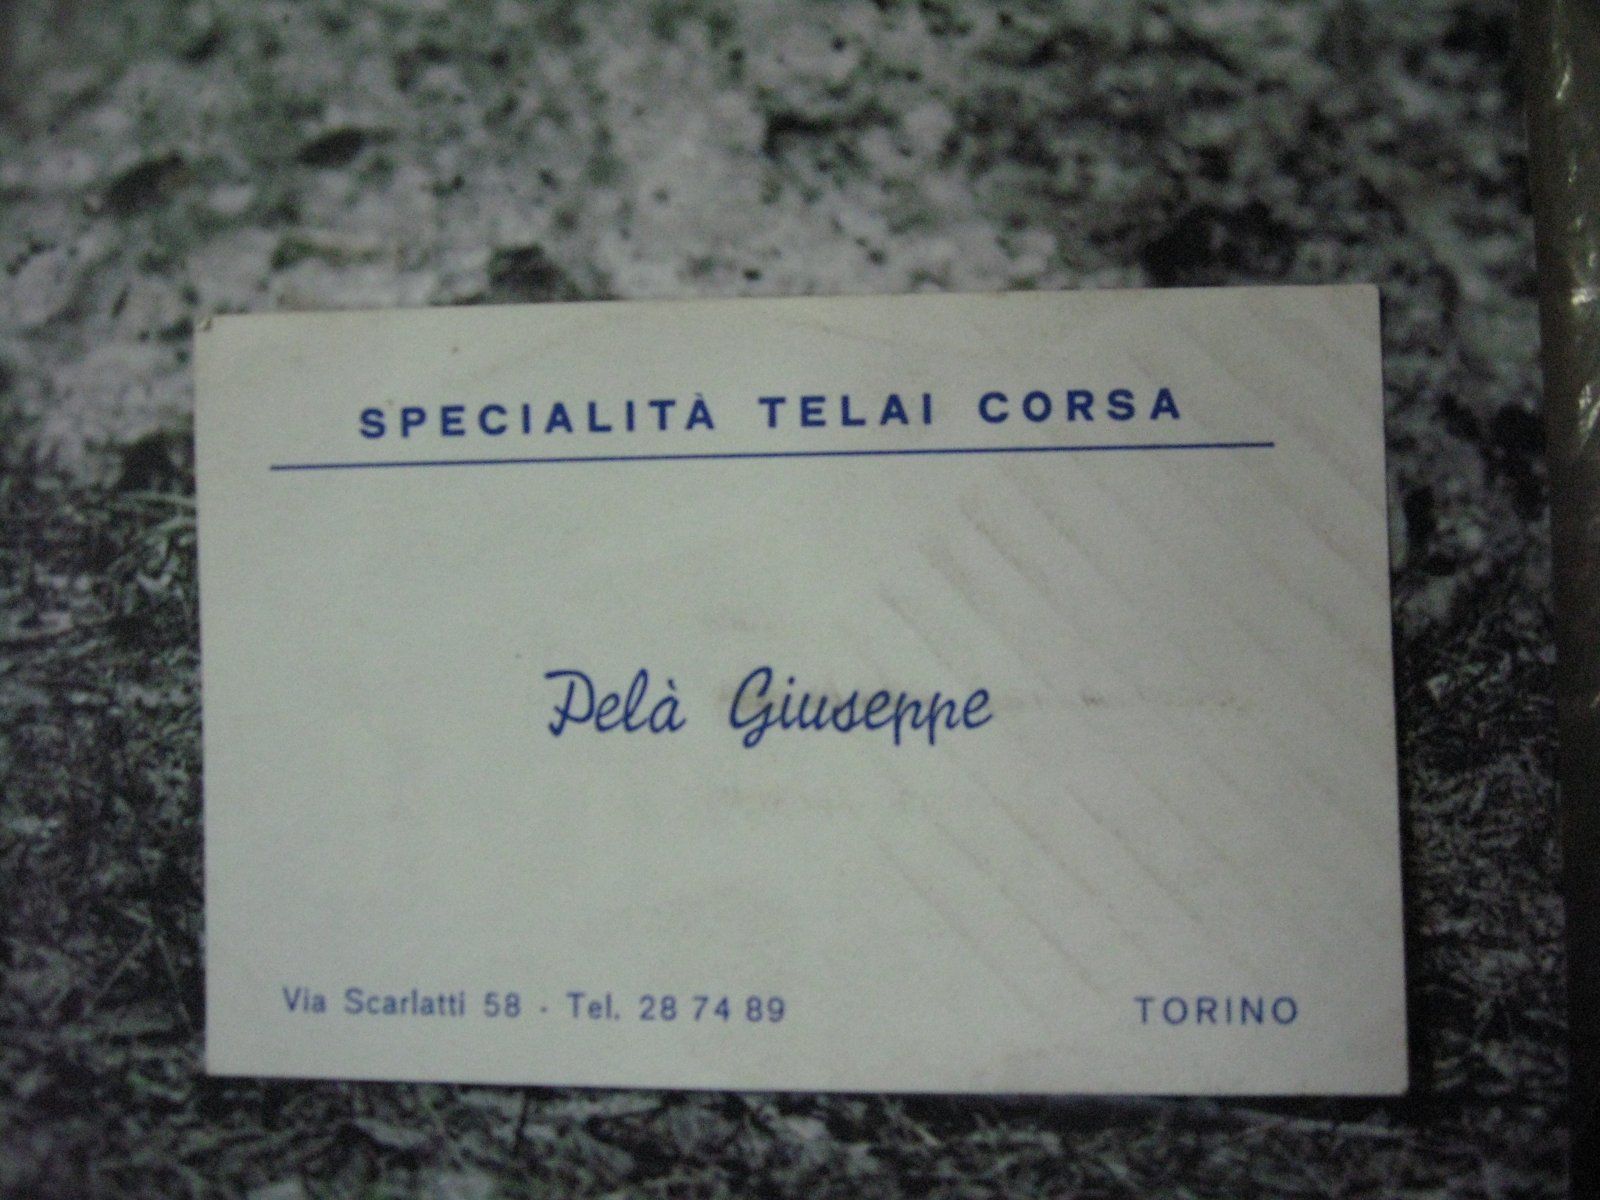 SPECIALITÀ TELAI CORSA
Pelà Giuseppe
Via Scarlatti 58 - Tel. 28 74 89 TORINO